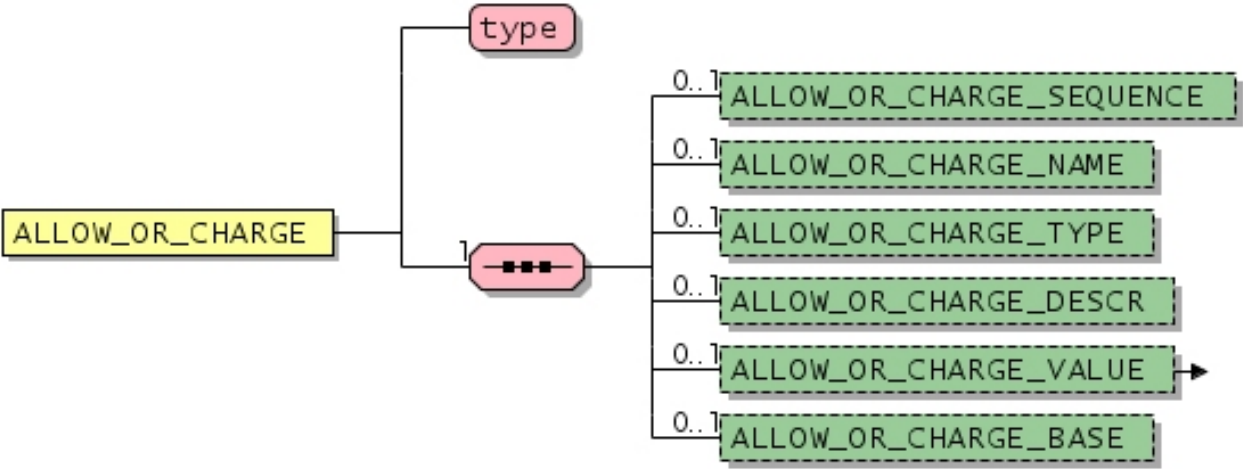 type
0..1
ALLOW_OR_CHARGE_SEQUENCE
0..1
ALLOW_OR_CHARGE_NAME
0..1
ALLOW_OR_CHARGE_TYPE
ALLOW_OR_CHARGE
1
0..1
ALLOW_OR_CHARGE_DESCR
0..1
ALLOW_OR_CHARGE_VALUE
0..1
ALLOW_OR_CHARGE_BASE